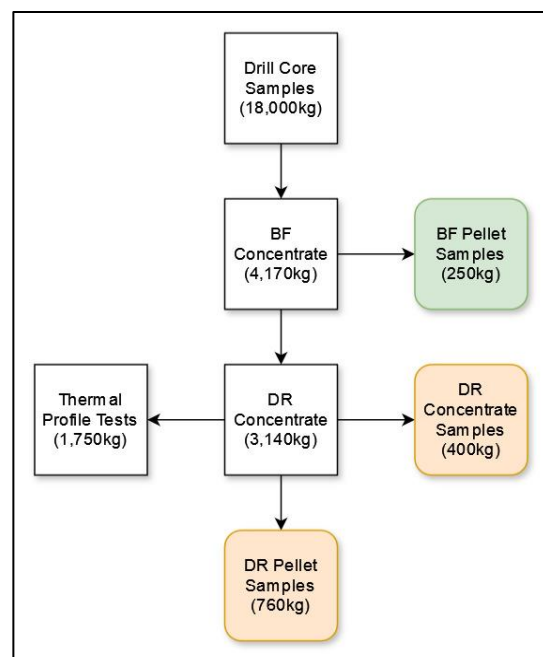 Drill Core
Samples
(18,000kg)
BF
Concentrate
(4,170kg)
BF Pellet
Samples
(250kg)
Thermal
Profile Tests
(1,750kg)
DR
Concentrate
(3,140kg)
DR
Concentrate
Samples
(400kg)
DR Pellet
Samples
(760kg)